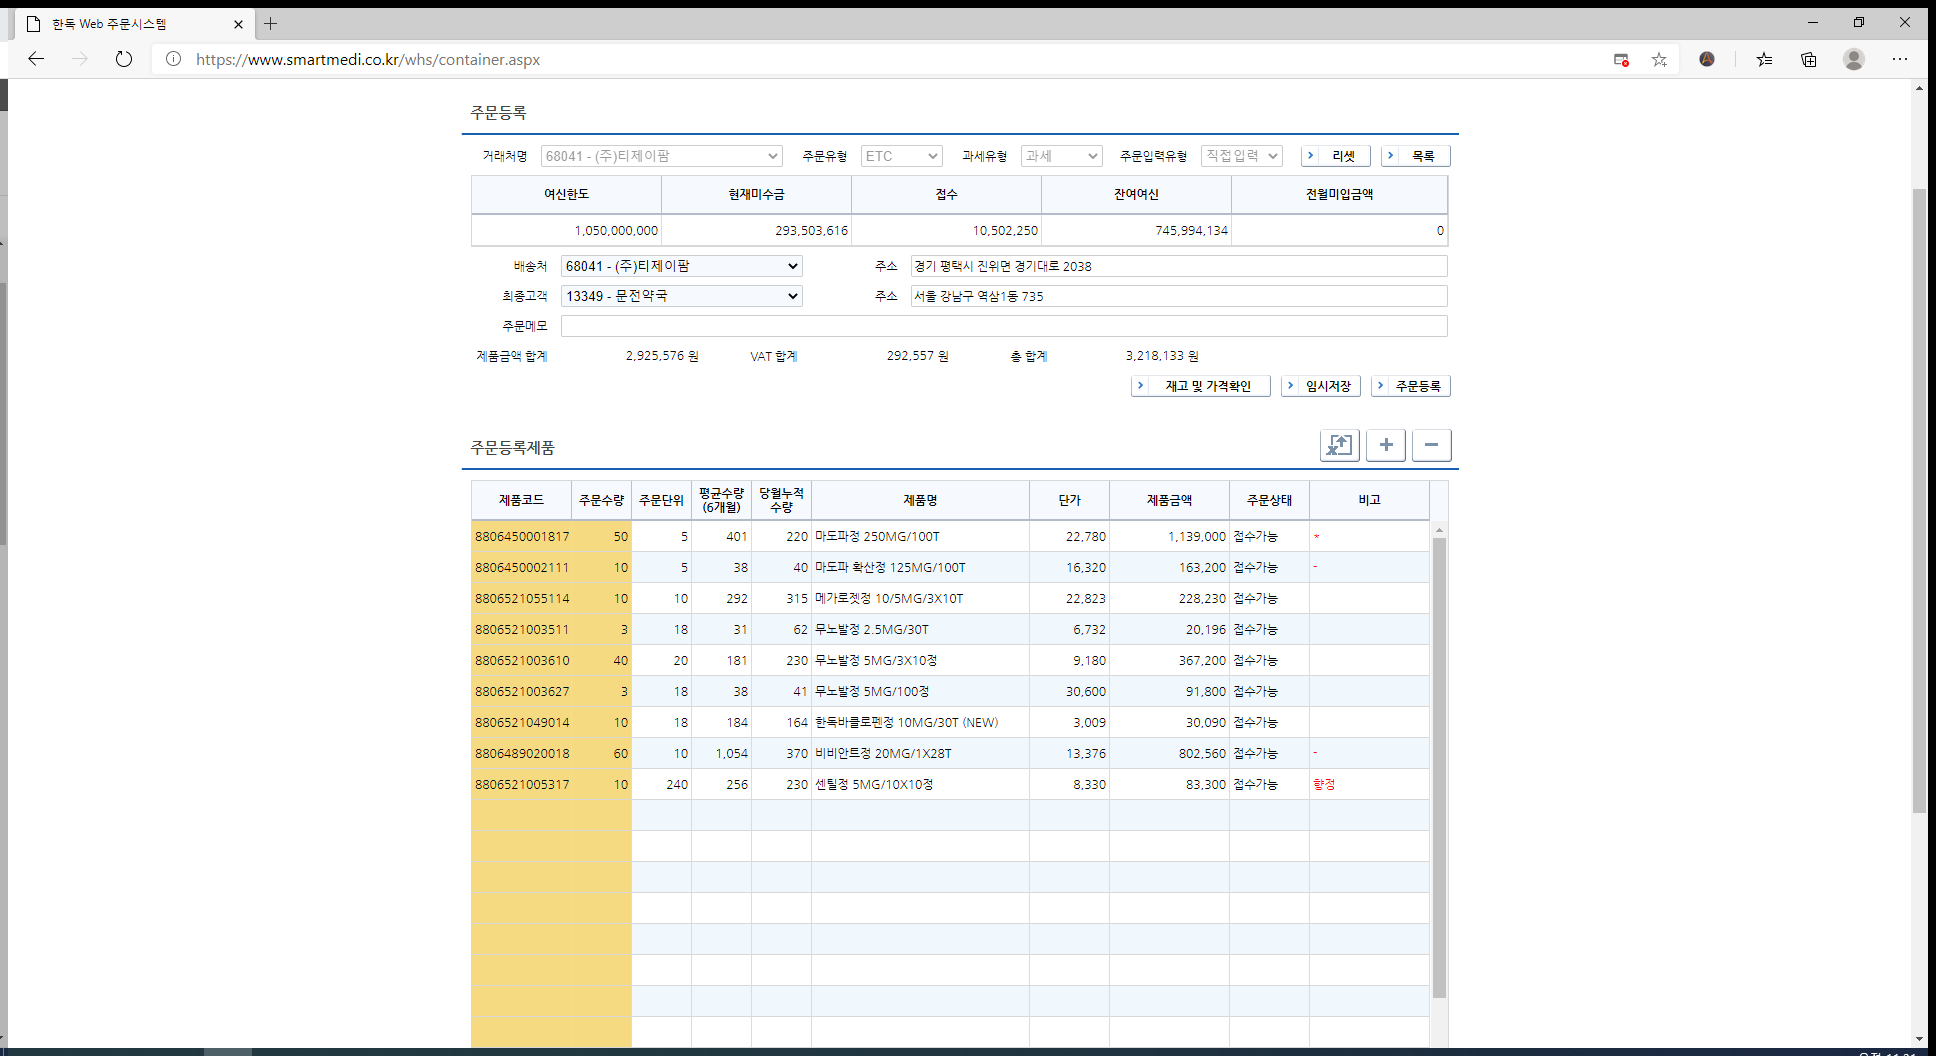 한독 Web 주문시스템
https://www.smartmedi.co.kr/whs/container.aspx
주문등록
거래처명 68041 - (주)티제이팜 주문유형 ETC 과세유형 과세 주문입력유형 직접입력 리셋 목록
여신한도 현재미수금 접수 잔여여신 전월미입금액
1,050,000,000 293,503,616 10,502,250 745,994,134 0
배송처 68041 - (주)티제이팜 주소 경기 평택시 진위면 경기대로 2038
최종고객 13349 - 문전약국 주소 서울 강남구 역삼1동 735
주문메모
제품금액 합계 2,925,576 원 VAT 합계 292,557 원 총 합계 3,218,133 원
재고 및 가격확인 임시저장 주문등록
주문등록제품
제품코드 주문수량 주문단위 평균수량 (6개월) 당월누적 수량 제품명 단가 제품금액 주문상태 비고
8806450001817 50 5 401 220 마도파정 250MG/100T 22,780 1,139,000 접수가능 *
8806450002111 10 5 38 40 마도파 확산정 125MG/100T 16,320 163,200 접수가능 -
8806521055114 10 10 292 315 메가로젯정 10/5MG/3X10T 22,823 228,230 접수가능
8806521003511 3 18 31 62 무노발정 2.5MG/30T 6,732 20,196 접수가능
8806521003610 40 20 181 230 무노발정 5MG/3X10정 9,180 367,200 접수가능
8806521003627 3 18 38 41 무노발정 5MG/100정 30,600 91,800 접수가능
8806521049014 10 18 184 164 한독바클로펜정 10MG/30T (NEW) 3,009 30,090 접수가능
8806489020018 60 10 1,054 370 비비안트정 20MG/1X28T 13,376 802,560 접수가능 -
8806521005317 10 240 256 230 센틸정 5MG/10X10정 8,330 83,300 접수가능 향정